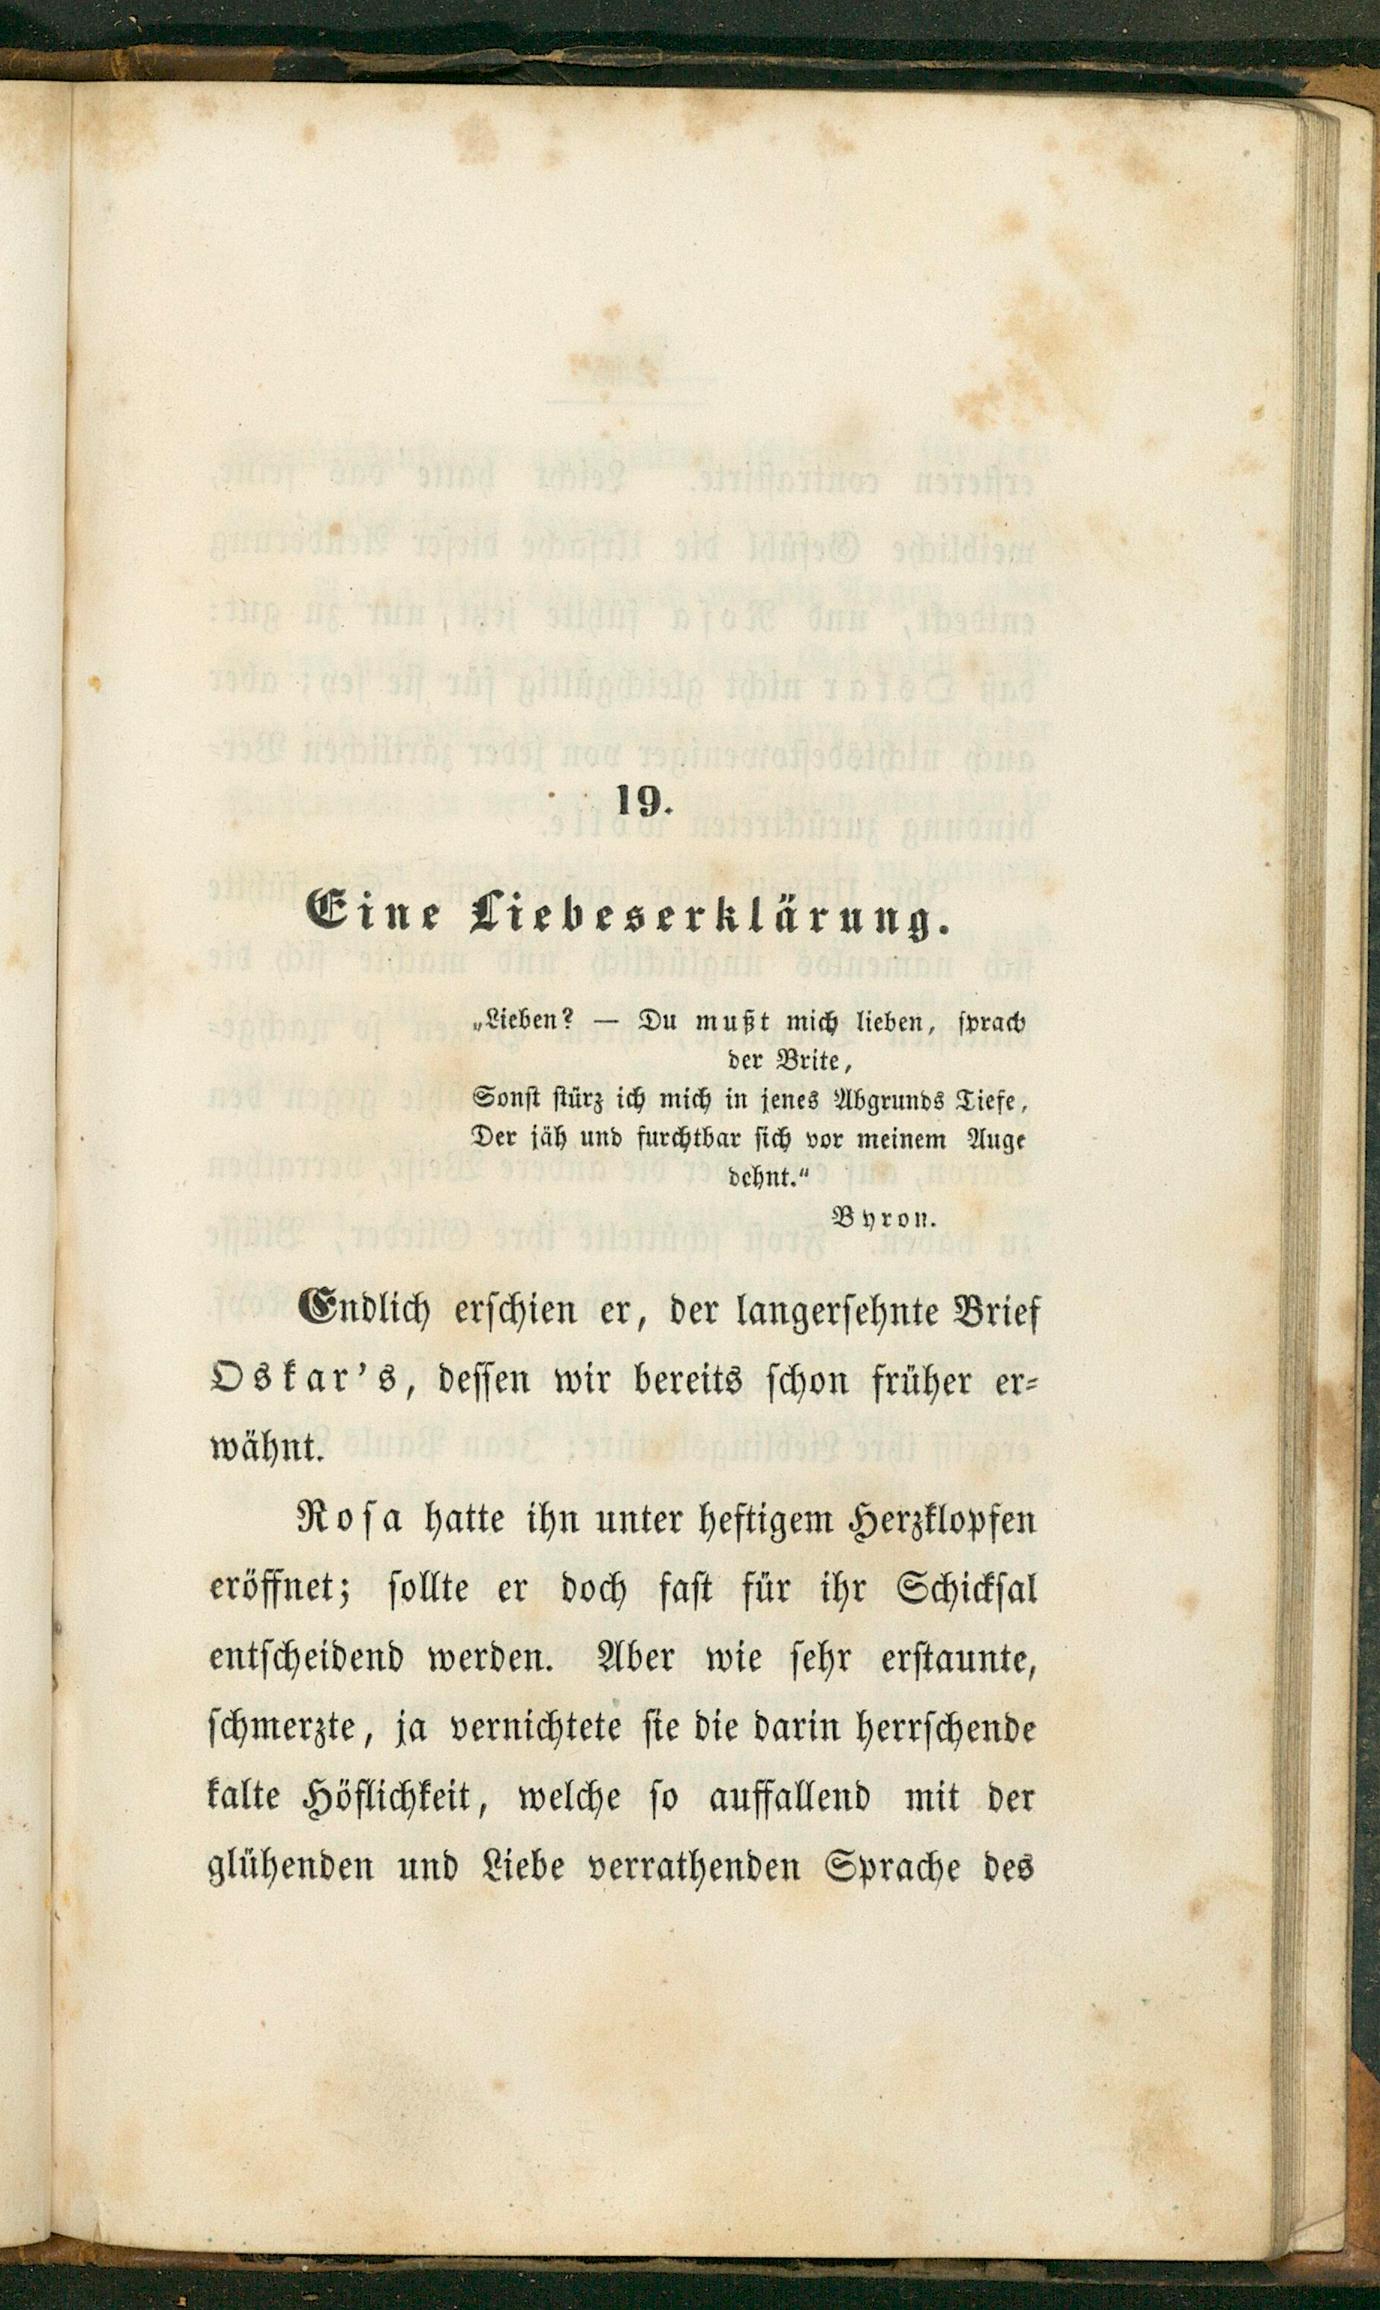 19.
Eine Liebeserklärung.
„Lieben? — Du mußt mich lieben, sprach
der Brite,
Sonst stürz ich mich in jenes Abgrunds Tiefe,
Der jäh und furchtbar sich vor meinem Auge
dehnt.“
Byron.
Endlich erschien er, der langersehnte Brief
Oskar's, dessen wir bereits schon früher er-
wähnt.
Rosa hatte ihn unter heftigem Herzklopfen
eröffnet; sollte er doch fast für ihr Schicksal
entscheidend werden. Aber wie sehr erstaunte,
schmerzte, ja vernichtete sie die darin herrschende
kalte Höflichkeit, welche so auffallend mit der
glühenden und Liebe verrathenden Sprache des